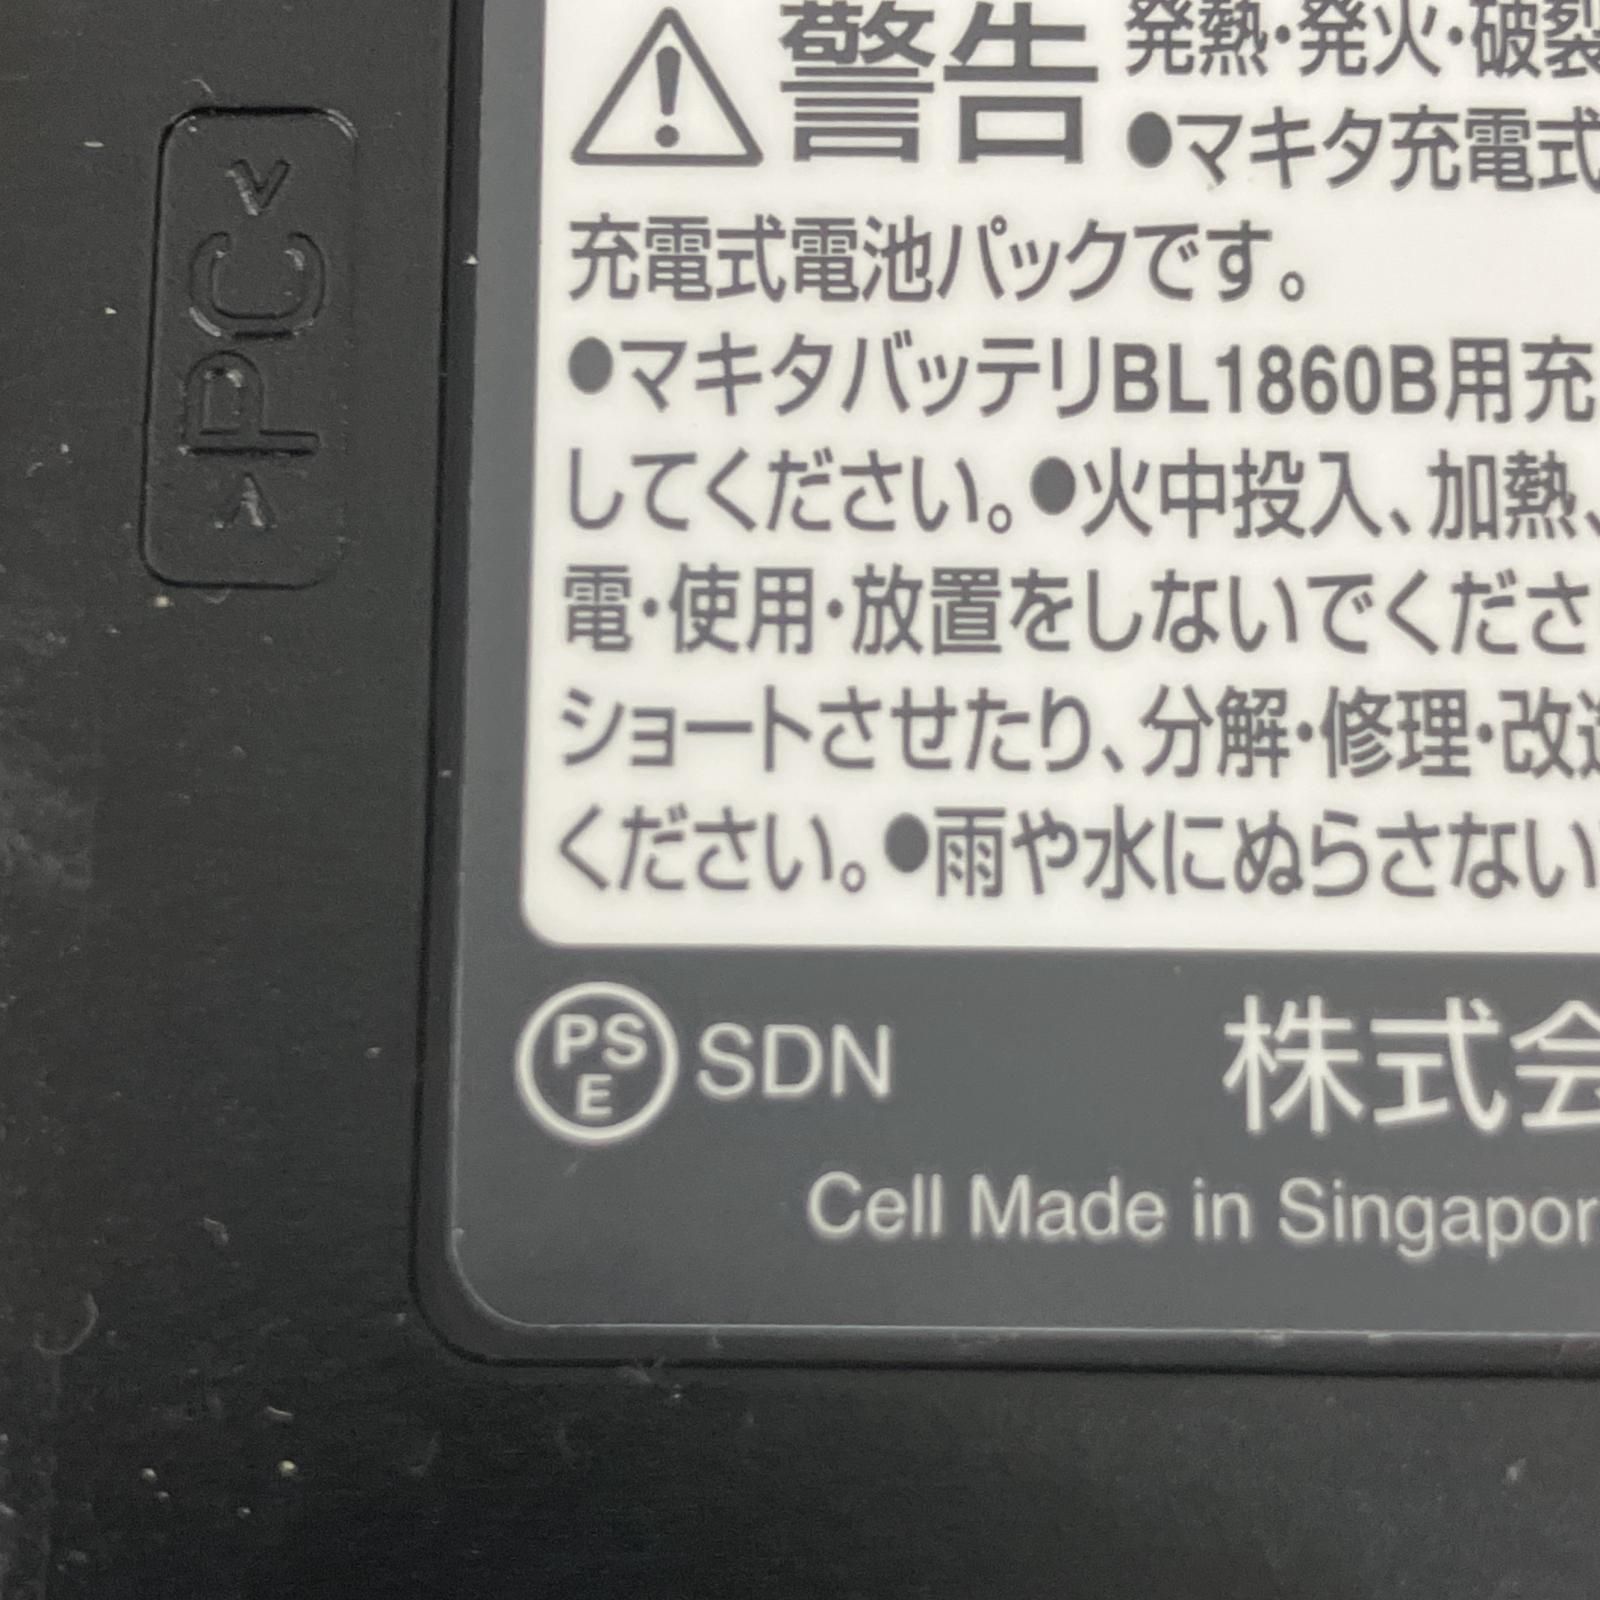 警告 発熱・発火・破裂
●マキタ充電式
充電式電池パックです。
●マキタバッテリBL1860B用充
してください。●火中投入、加熱、
電・使用・放置をしないでくださ
ショートさせたり、分解・修理・改造
ください。●雨や水にぬらさない
PSE SDN 株式会
Cell Made in Singapor
>PC<